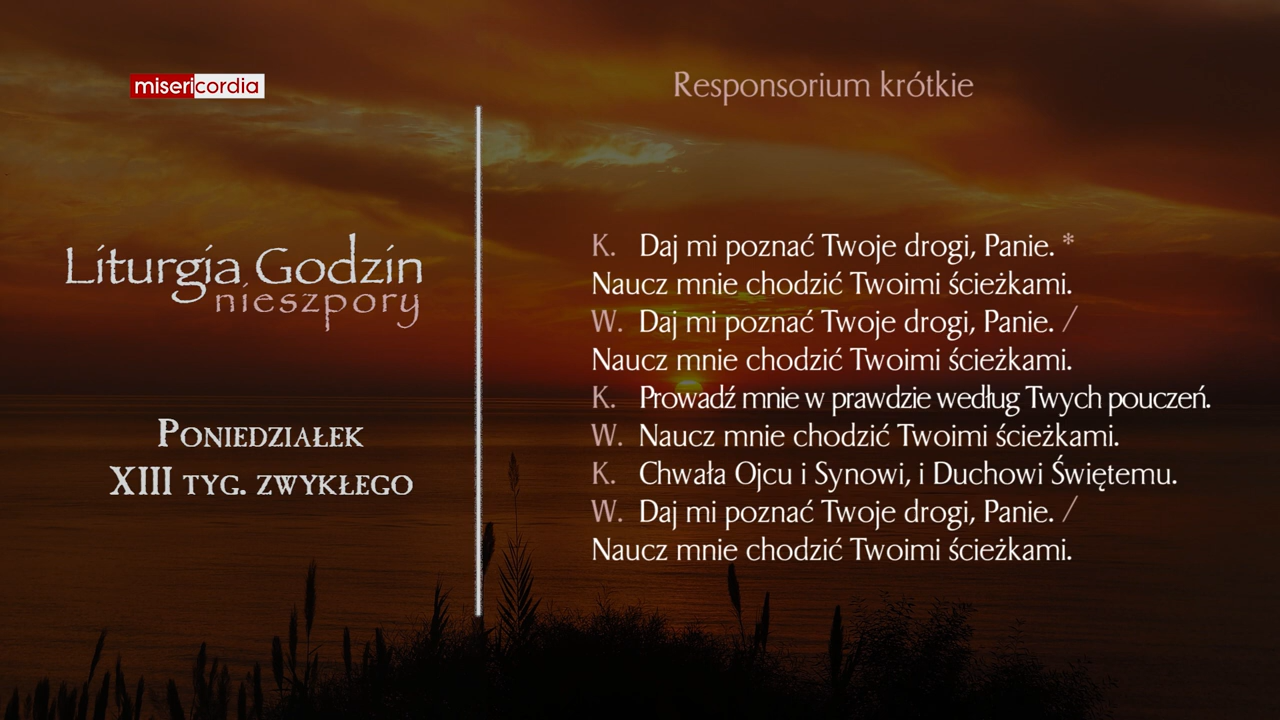 misericordia
Liturgia Godzin
nieszpory
Poniedziałek
XIII tyg. zwykłego
Responsorium krótkie
K. Daj mi poznać Twoje drogi, Panie. *
Naucz mnie chodzić Twoimi ścieżkami.
W. Daj mi poznać Twoje drogi, Panie. /
Naucz mnie chodzić Twoimi ścieżkami.
K. Prowadź mnie w prawdzie według Twych pouczeń.
W. Naucz mnie chodzić Twoimi ścieżkami.
K. Chwała Ojcu i Synowi, i Duchowi Świętemu.
W. Daj mi poznać Twoje drogi, Panie. /
Naucz mnie chodzić Twoimi ścieżkami.